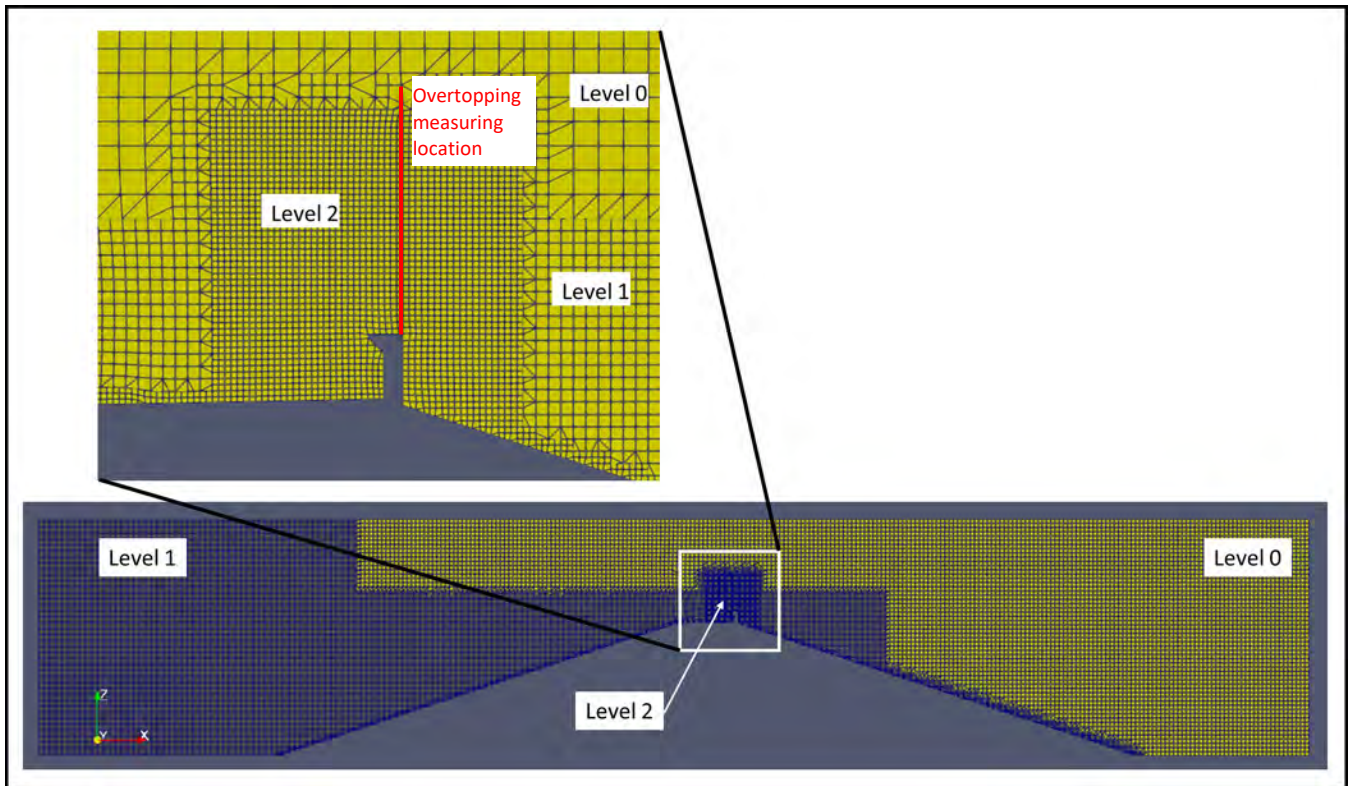 Level 0
Overtopping
measuring
location
Level 2
Level 1
Level 1
Level 0
Level 2
Z
Y
X